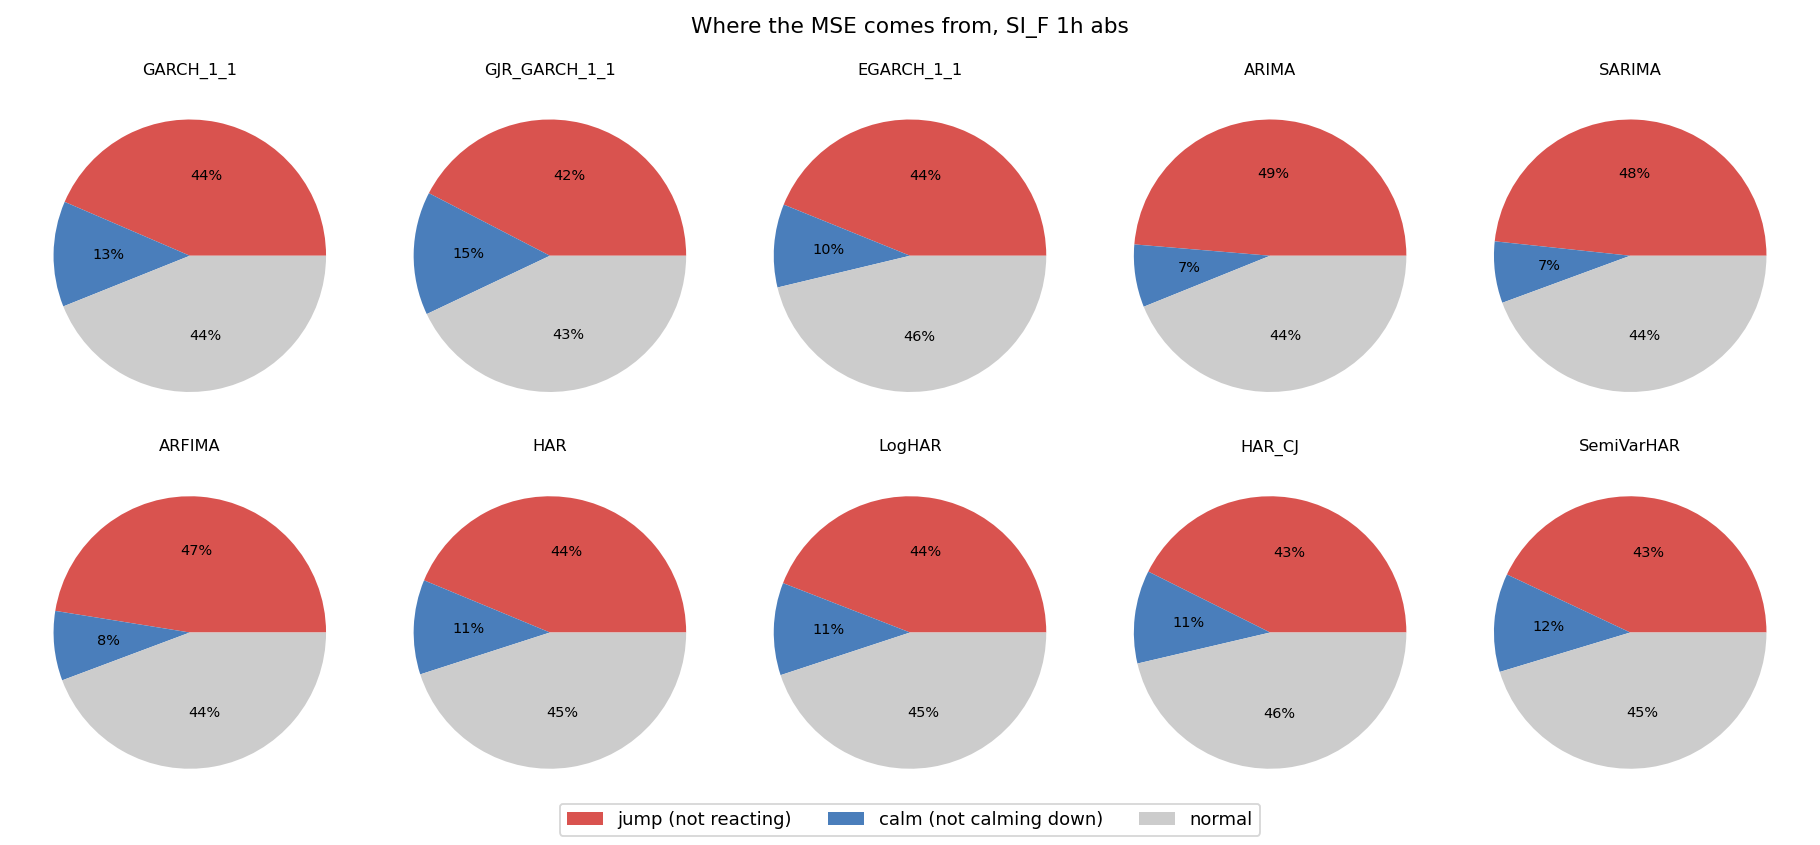 Where the MSE comes from, SI_F 1h abs
GARCH_1_1
GJR_GARCH_1_1
EGARCH_1_1
ARIMA
SARIMA
44%
13%
44%
42%
15%
43%
44%
10%
46%
49%
7%
44%
48%
7%
44%
ARFIMA
HAR
LogHAR
HAR_CJ
SemiVarHAR
47%
8%
44%
44%
11%
45%
44%
11%
45%
43%
11%
46%
43%
12%
45%
jump (not reacting)
calm (not calming down)
normal